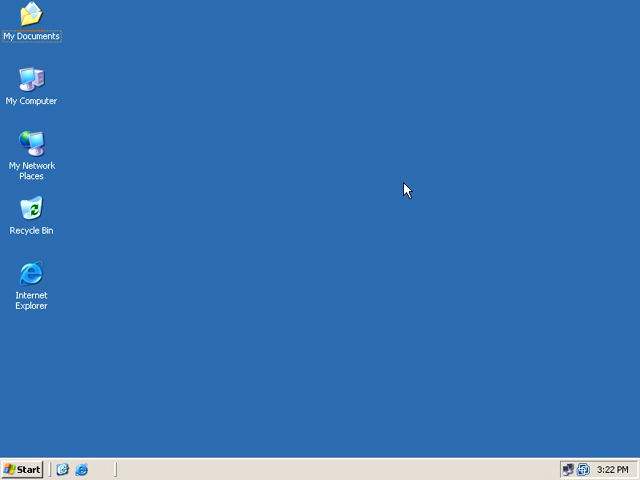 My Documents
My Computer
My Network
Places
Recycle Bin
Internet
Explorer
Start
3:22 PM